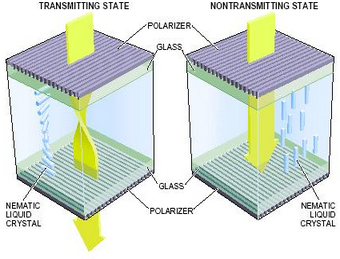 TRANSMITTING STATE
NONTRANSMITTING STATE
POLARIZER
GLASS
GLASS
POLARIZER
NEMATIC
LIQUID
CRYSTAL
NEMATIC
LIQUID
CRYSTAL